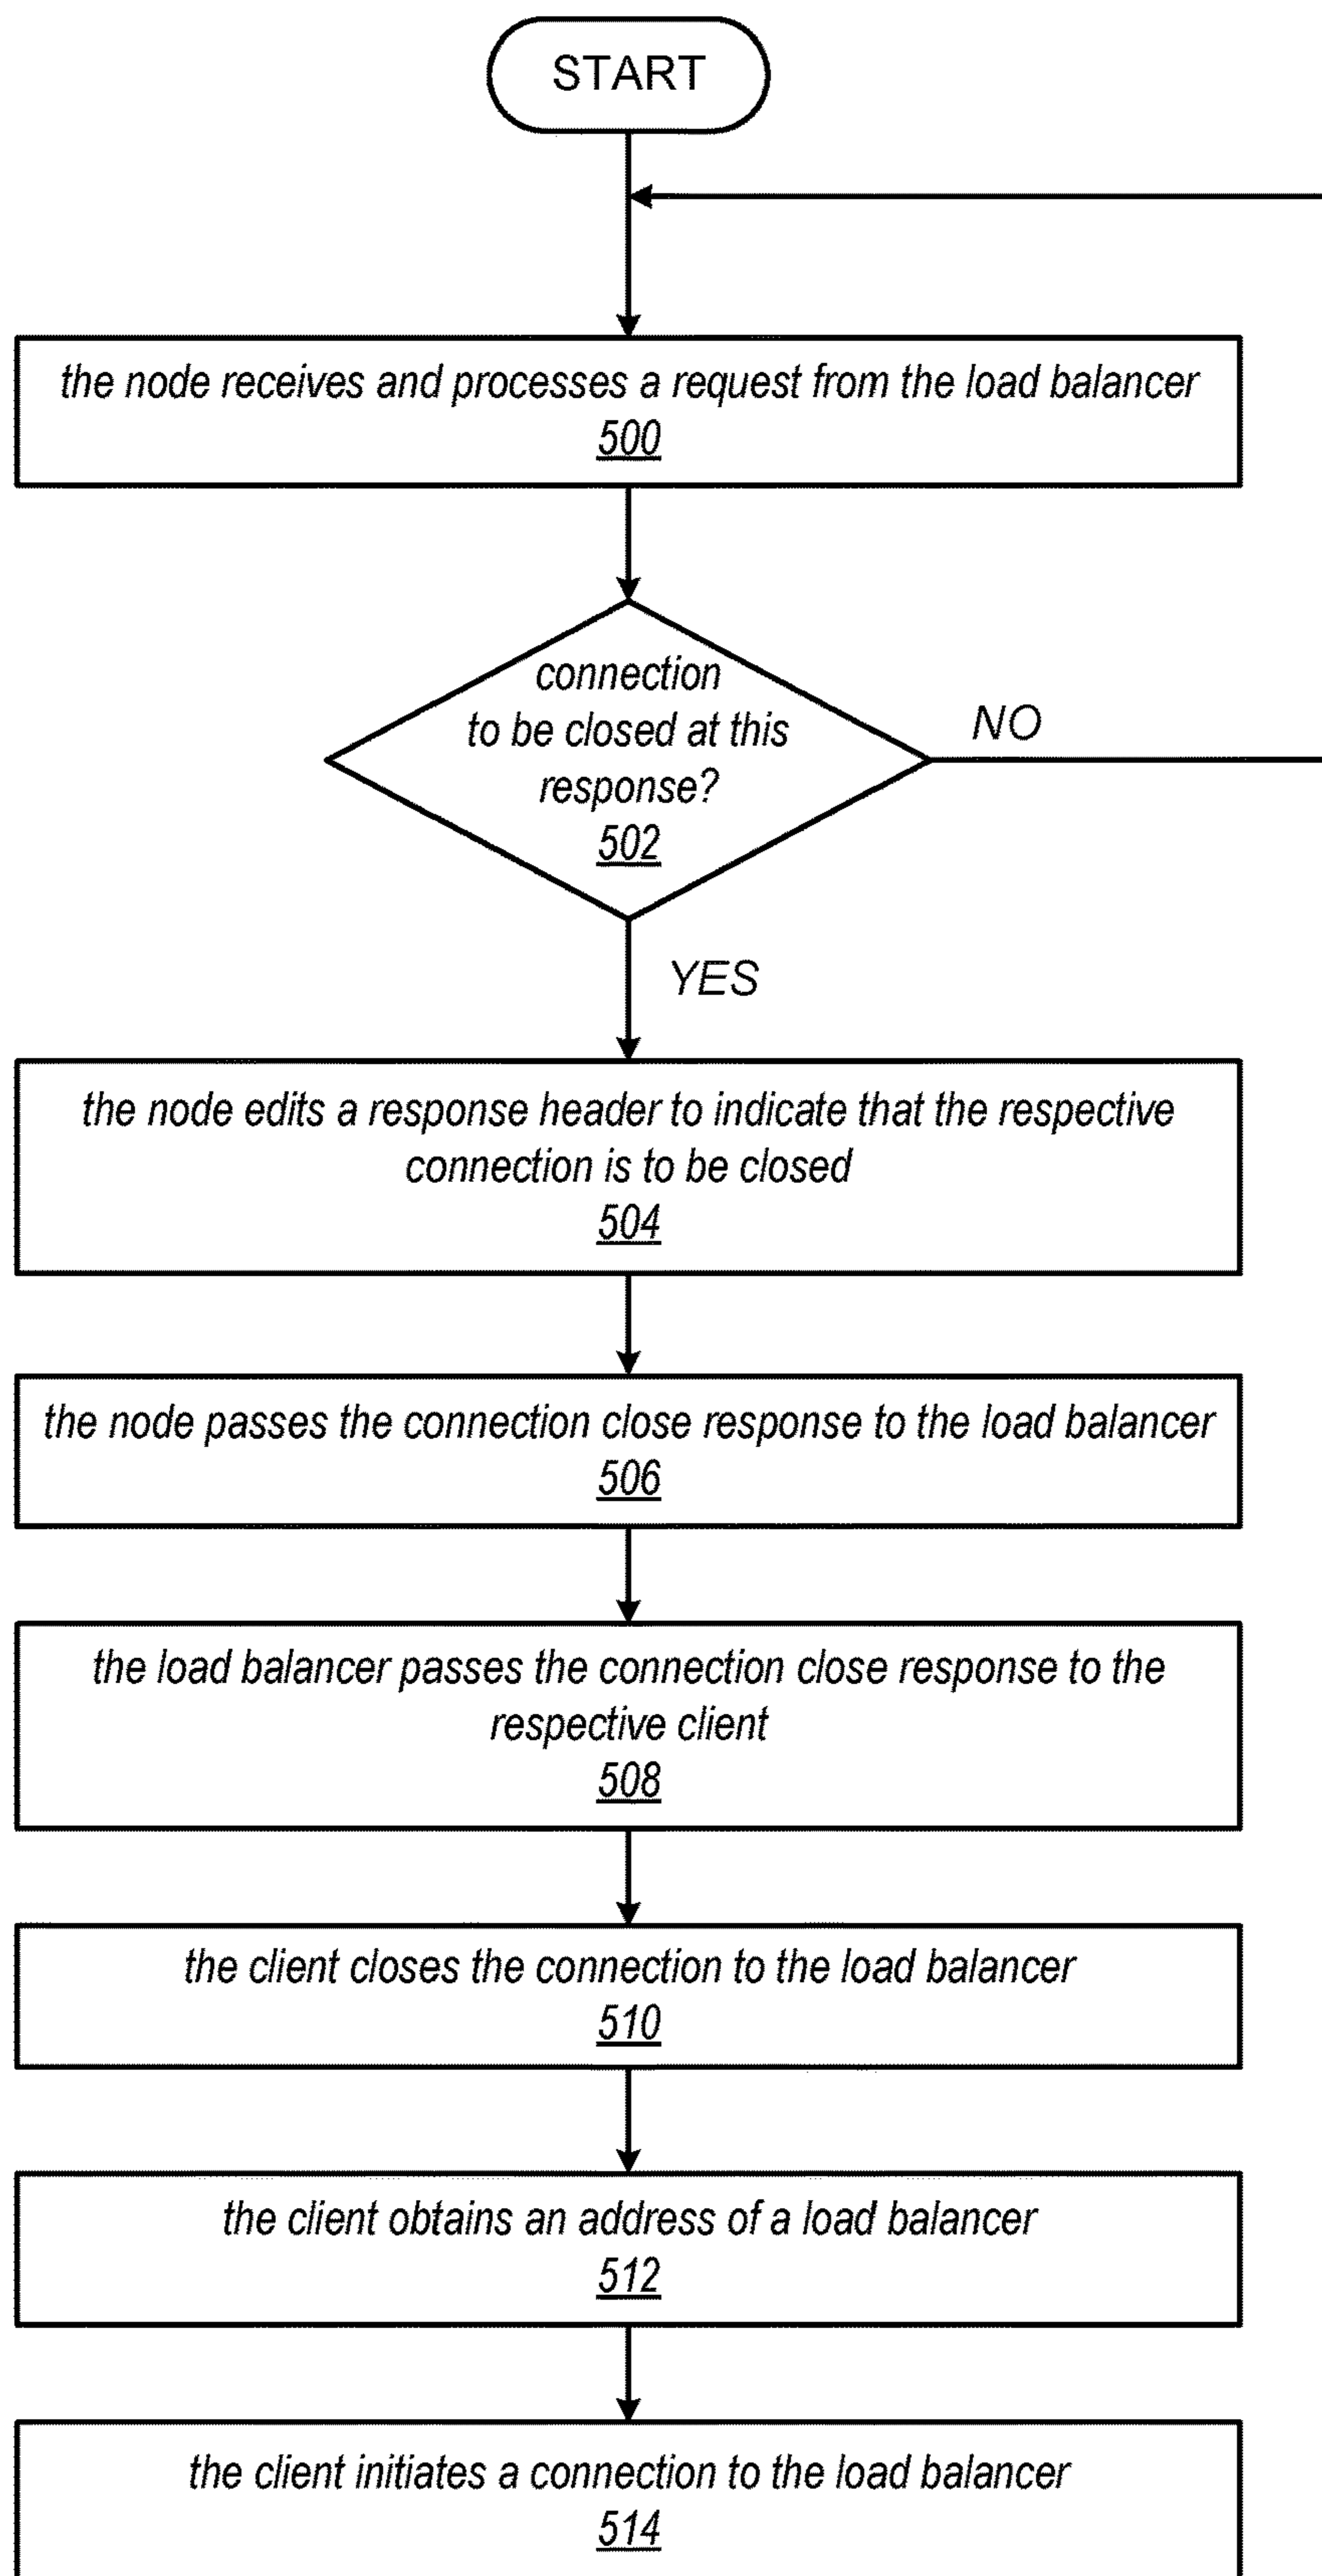 START
the node receives and processes a request from the load balancer
500
connection
to be closed at this
response?
502
NO
YES
the node edits a response header to indicate that the respective
connection is to be closed
504
the node passes the connection close response to the load balancer
506
the load balancer passes the connection close response to the
respective client
508
the client closes the connection to the load balancer
510
the client obtains an address of a load balancer
512
the client initiates a connection to the load balancer
514